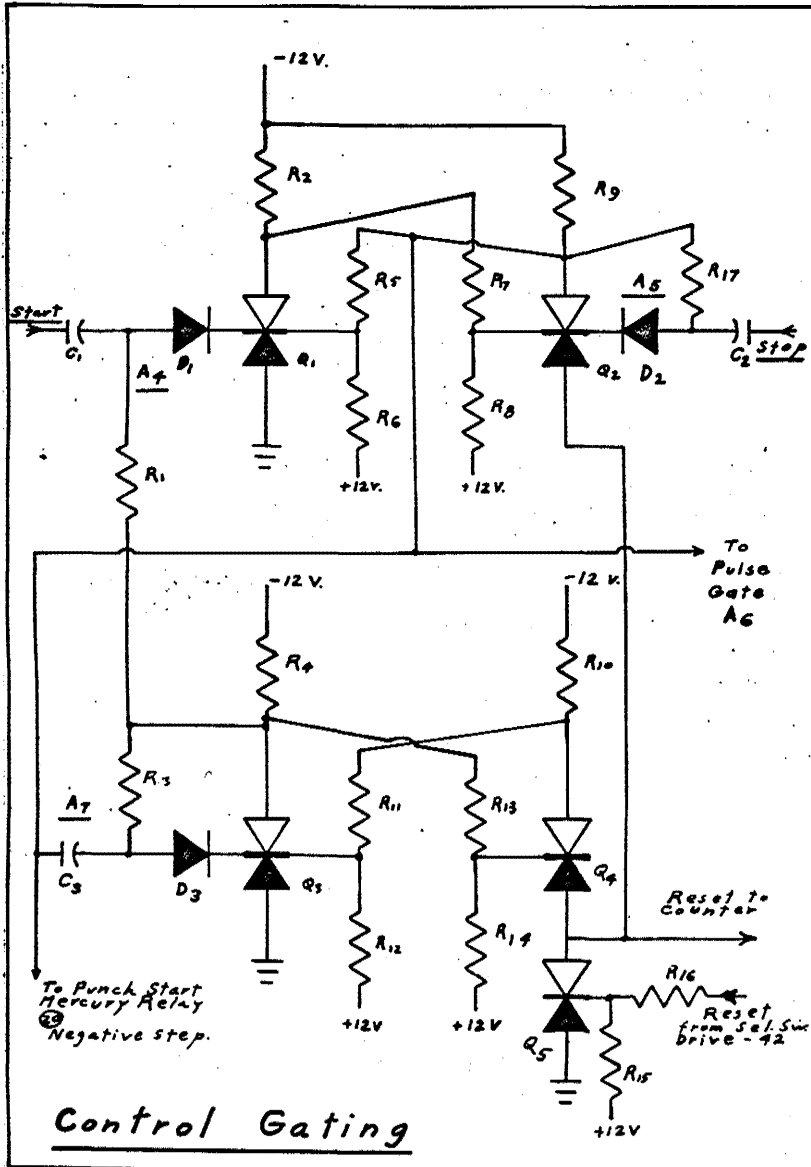 -12 V.
R2
R9
R5
R7
A5
R17
Start
C1
D1
Q1
Q2
D2
C2
Stop
A4
R6
R8
R1
+12V.
+12V.
To
Pulse
Gate
A6
-12 V.
-12 V.
R4
R10
R3
A7
R11
R13
C3
D3
Q3
Q4
Reset to
Counter
R12
R14
To Punch Start
Mercury Relay
Negative Step.
+12V
+12V
R16
Reset
from Sel. Sw.
Drive - 42
Q5
R15
+12V
Control Gating